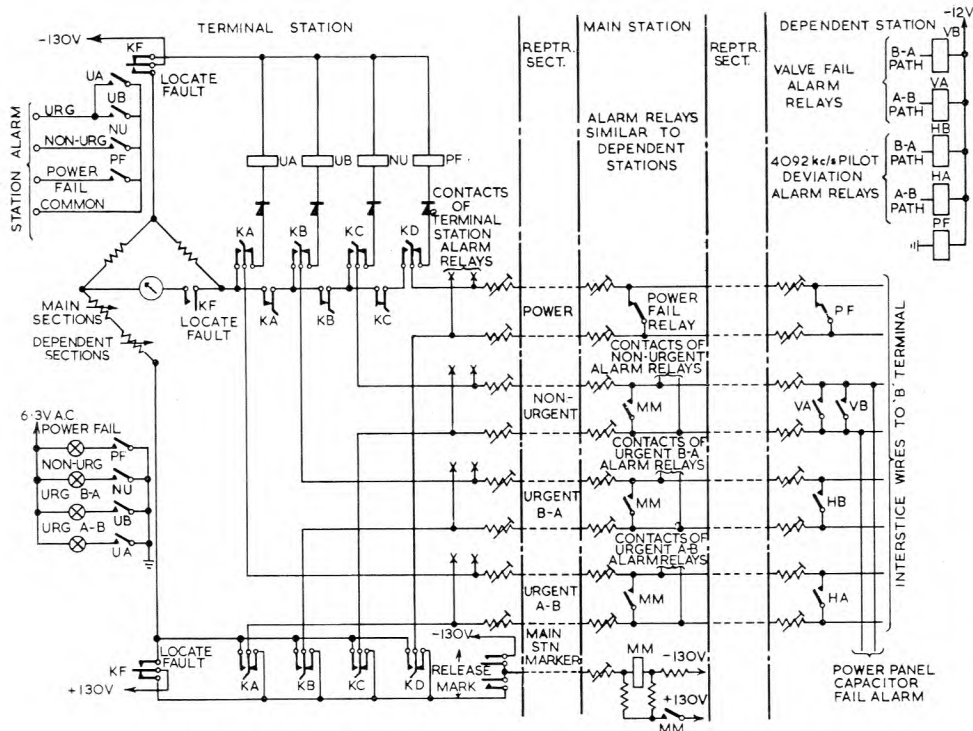 TERMINAL STATION
MAIN STATION
DEPENDENT STATION
-12V
-130V
KF
LOCATE
FAULT
REPTR.
SECT.
REPTR.
SECT.
VB
B-A
PATH
VALVE FAIL
ALARM
RELAYS
VA
A-B
PATH
HB
B-A
PATH
4092 kc/s PILOT
DEVIATION
ALARM RELAYS
HA
A-B
PATH
PF
STATION ALARM
UA
URG
UB
NON-URG
NU
POWER
FAIL
PF
COMMON
ALARM RELAYS
SIMILAR TO
DEPENDENT
STATIONS
UA
UB
NU
PF
CONTACTS
OF
TERMINAL
STATION
ALARM
RELAYS
KA
KB
KC
KD
KF
LOCATE
FAULT
KA
KB
KC
MAIN
SECTIONS
DEPENDENT
SECTIONS
POWER
POWER
FAIL
RELAY
PF
CONTACTS OF
NON-URGENT
ALARM RELAYS
NON-
URGENT
MM
VA
VB
CONTACTS OF
URGENT B-A
ALARM RELAYS
URGENT
B-A
MM
HB
CONTACTS OF
URGENT A-B
ALARM RELAYS
URGENT
A-B
MM
HA
INTERSTICE WIRES TO 'B' TERMINAL
6·3V A.C
POWER FAIL
PF
NON-URG
NU
URG B-A
UB
URG A-B
UA
LOCATE
FAULT
KF
+130V
KA
KB
KC
KD
-130V
RELEASE
MARK
MAIN
STN
MARKER
MM
-130V
+130V
MM
POWER PANEL
CAPACITOR
FAIL ALARM